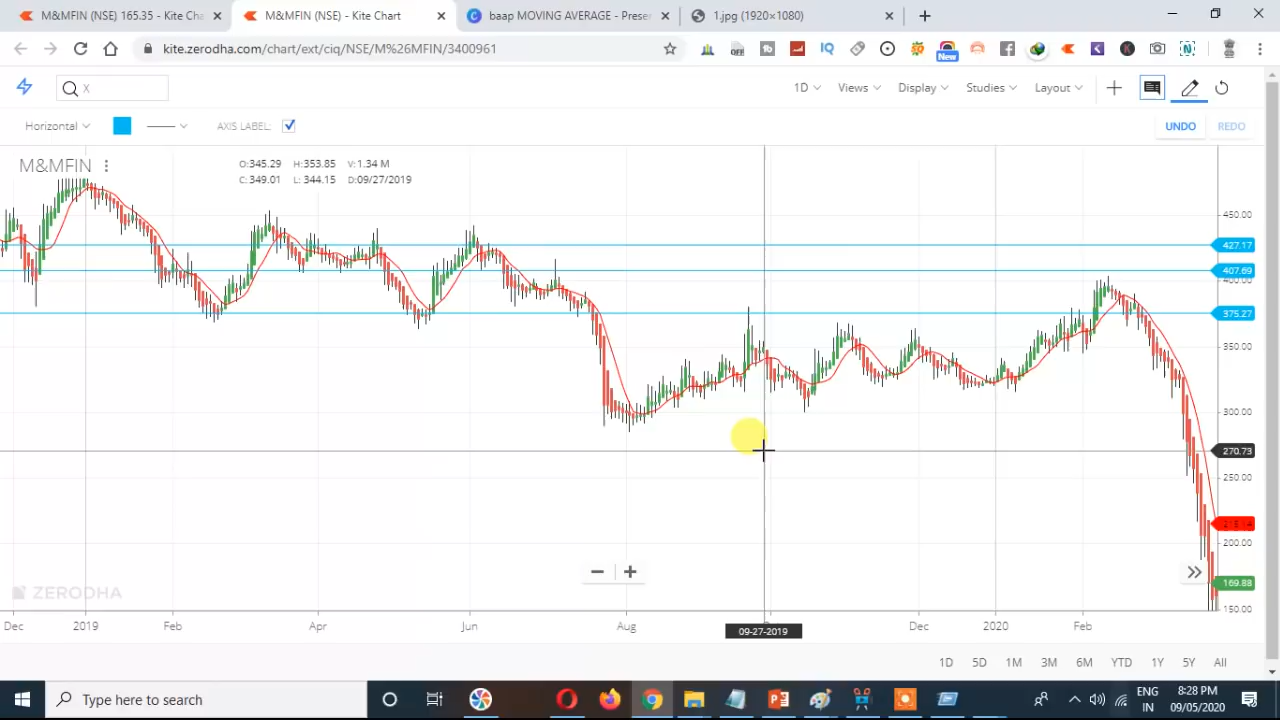 M&MFIN (NSE) 165.35 - Kite Cha
M&MFIN (NSE) - Kite Chart
baap MOVING AVERAGE - Prese
1.jpg (1920×1080)
kite.zerodha.com/chart/ext/ciq/NSE/M%26MFIN/3400961
New
X
1D Views Display Studies Layout
Horizontal AXIS LABEL: UNDO REDO
M&MFIN
O:345.29 H:353.85 V:1.34 M
C:349.01 L: 344.15 D:09/27/2019
450.00
427.17
407.69
400.00
375.27
350.00
300.00
270.73
250.00
200.00
169.88
150.00
ZERODHA
Dec 2019 Feb Apr Jun Aug Dec 2020 Feb
09-27-2019
1D 5D 1M 3M 6M YTD 1Y 5Y All
Type here to search
ENG
IN
8:28 PM
09/05/2020